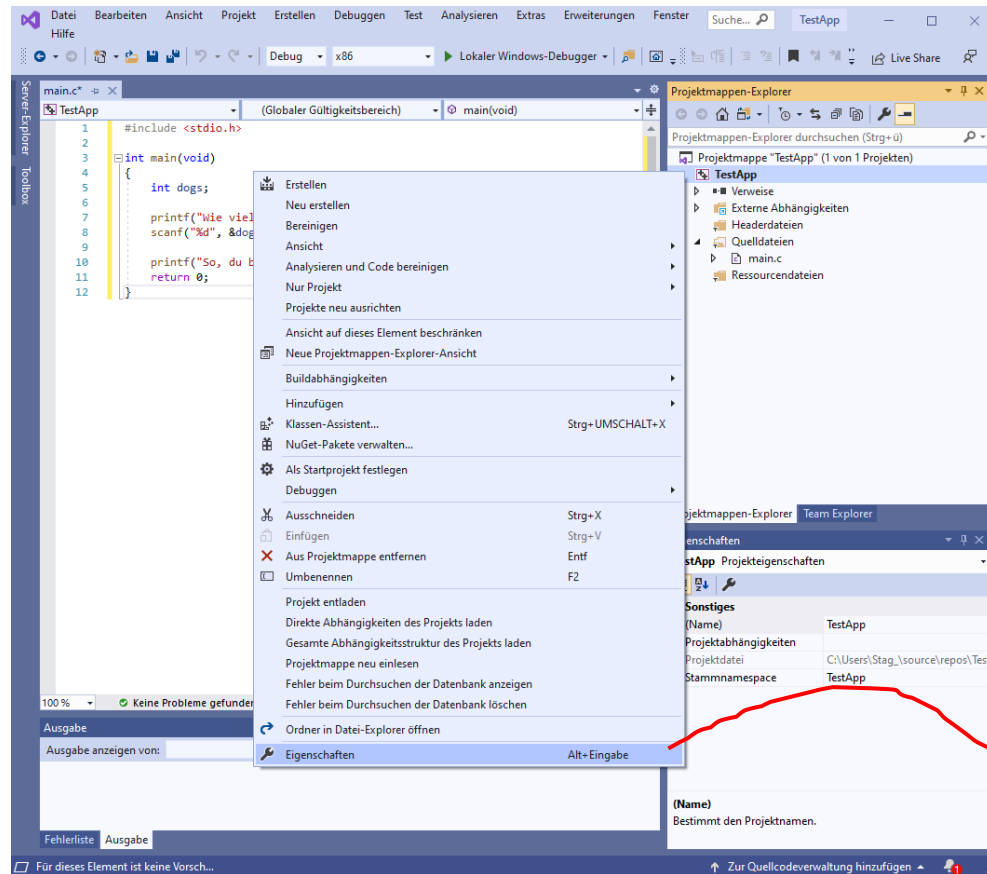 Datei Bearbeiten Ansicht Projekt Erstellen Debuggen Test Analysieren Extras Erweiterungen Fenster Suche... TestApp
Hilfe
Debug x86 Lokaler Windows-Debugger Live Share
Server-Explorer
Toolbox
main.c*
TestApp (Globaler Gültigkeitsbereich) main(void)
1 #include <stdio.h>
2
3 int main(void)
4 {
5 int dogs;
6
7 printf("Wie viel
8 scanf("%d", &dog
9
10 printf("So, du b
11 return 0;
12 }
Erstellen
Neu erstellen
Bereinigen
Ansicht
Analysieren und Code bereinigen
Nur Projekt
Projekte neu ausrichten
Ansicht auf dieses Element beschränken
Neue Projektmappen-Explorer-Ansicht
Buildabhängigkeiten
Hinzufügen
Klassen-Assistent... Strg+UMSCHALT+X
NuGet-Pakete verwalten...
Als Startprojekt festlegen
Debuggen
Ausschneiden Strg+X
Einfügen Strg+V
Aus Projektmappe entfernen Entf
Umbenennen F2
Projekt entladen
Direkte Abhängigkeiten des Projekts laden
Gesamte Abhängigkeitsstruktur des Projekts laden
Projektmappe neu einlesen
Fehler beim Durchsuchen der Datenbank anzeigen
Fehler beim Durchsuchen der Datenbank löschen
Ordner in Datei-Explorer öffnen
Eigenschaften Alt+Eingabe
Projektmappen-Explorer
Projektmappen-Explorer durchsuchen (Strg+ü)
Projektmappe "TestApp" (1 von 1 Projekten)
TestApp
Verweise
Externe Abhängigkeiten
Headerdateien
Quelldateien
main.c
Ressourcendateien
ojektmappen-Explorer Team Explorer
enschaften
stApp Projekteigenschaften
Sonstiges
(Name) TestApp
Projektabhängigkeiten
Projektdatei C:\Users\Stag_\source\repos\Tes
Stammnamespace TestApp
(Name)
Bestimmt den Projektnamen.
100 % Keine Probleme gefunden
Ausgabe
Ausgabe anzeigen von:
Fehlerliste Ausgabe
Für dieses Element ist keine Vorsch... Zur Quellcodeverwaltung hinzufügen 1